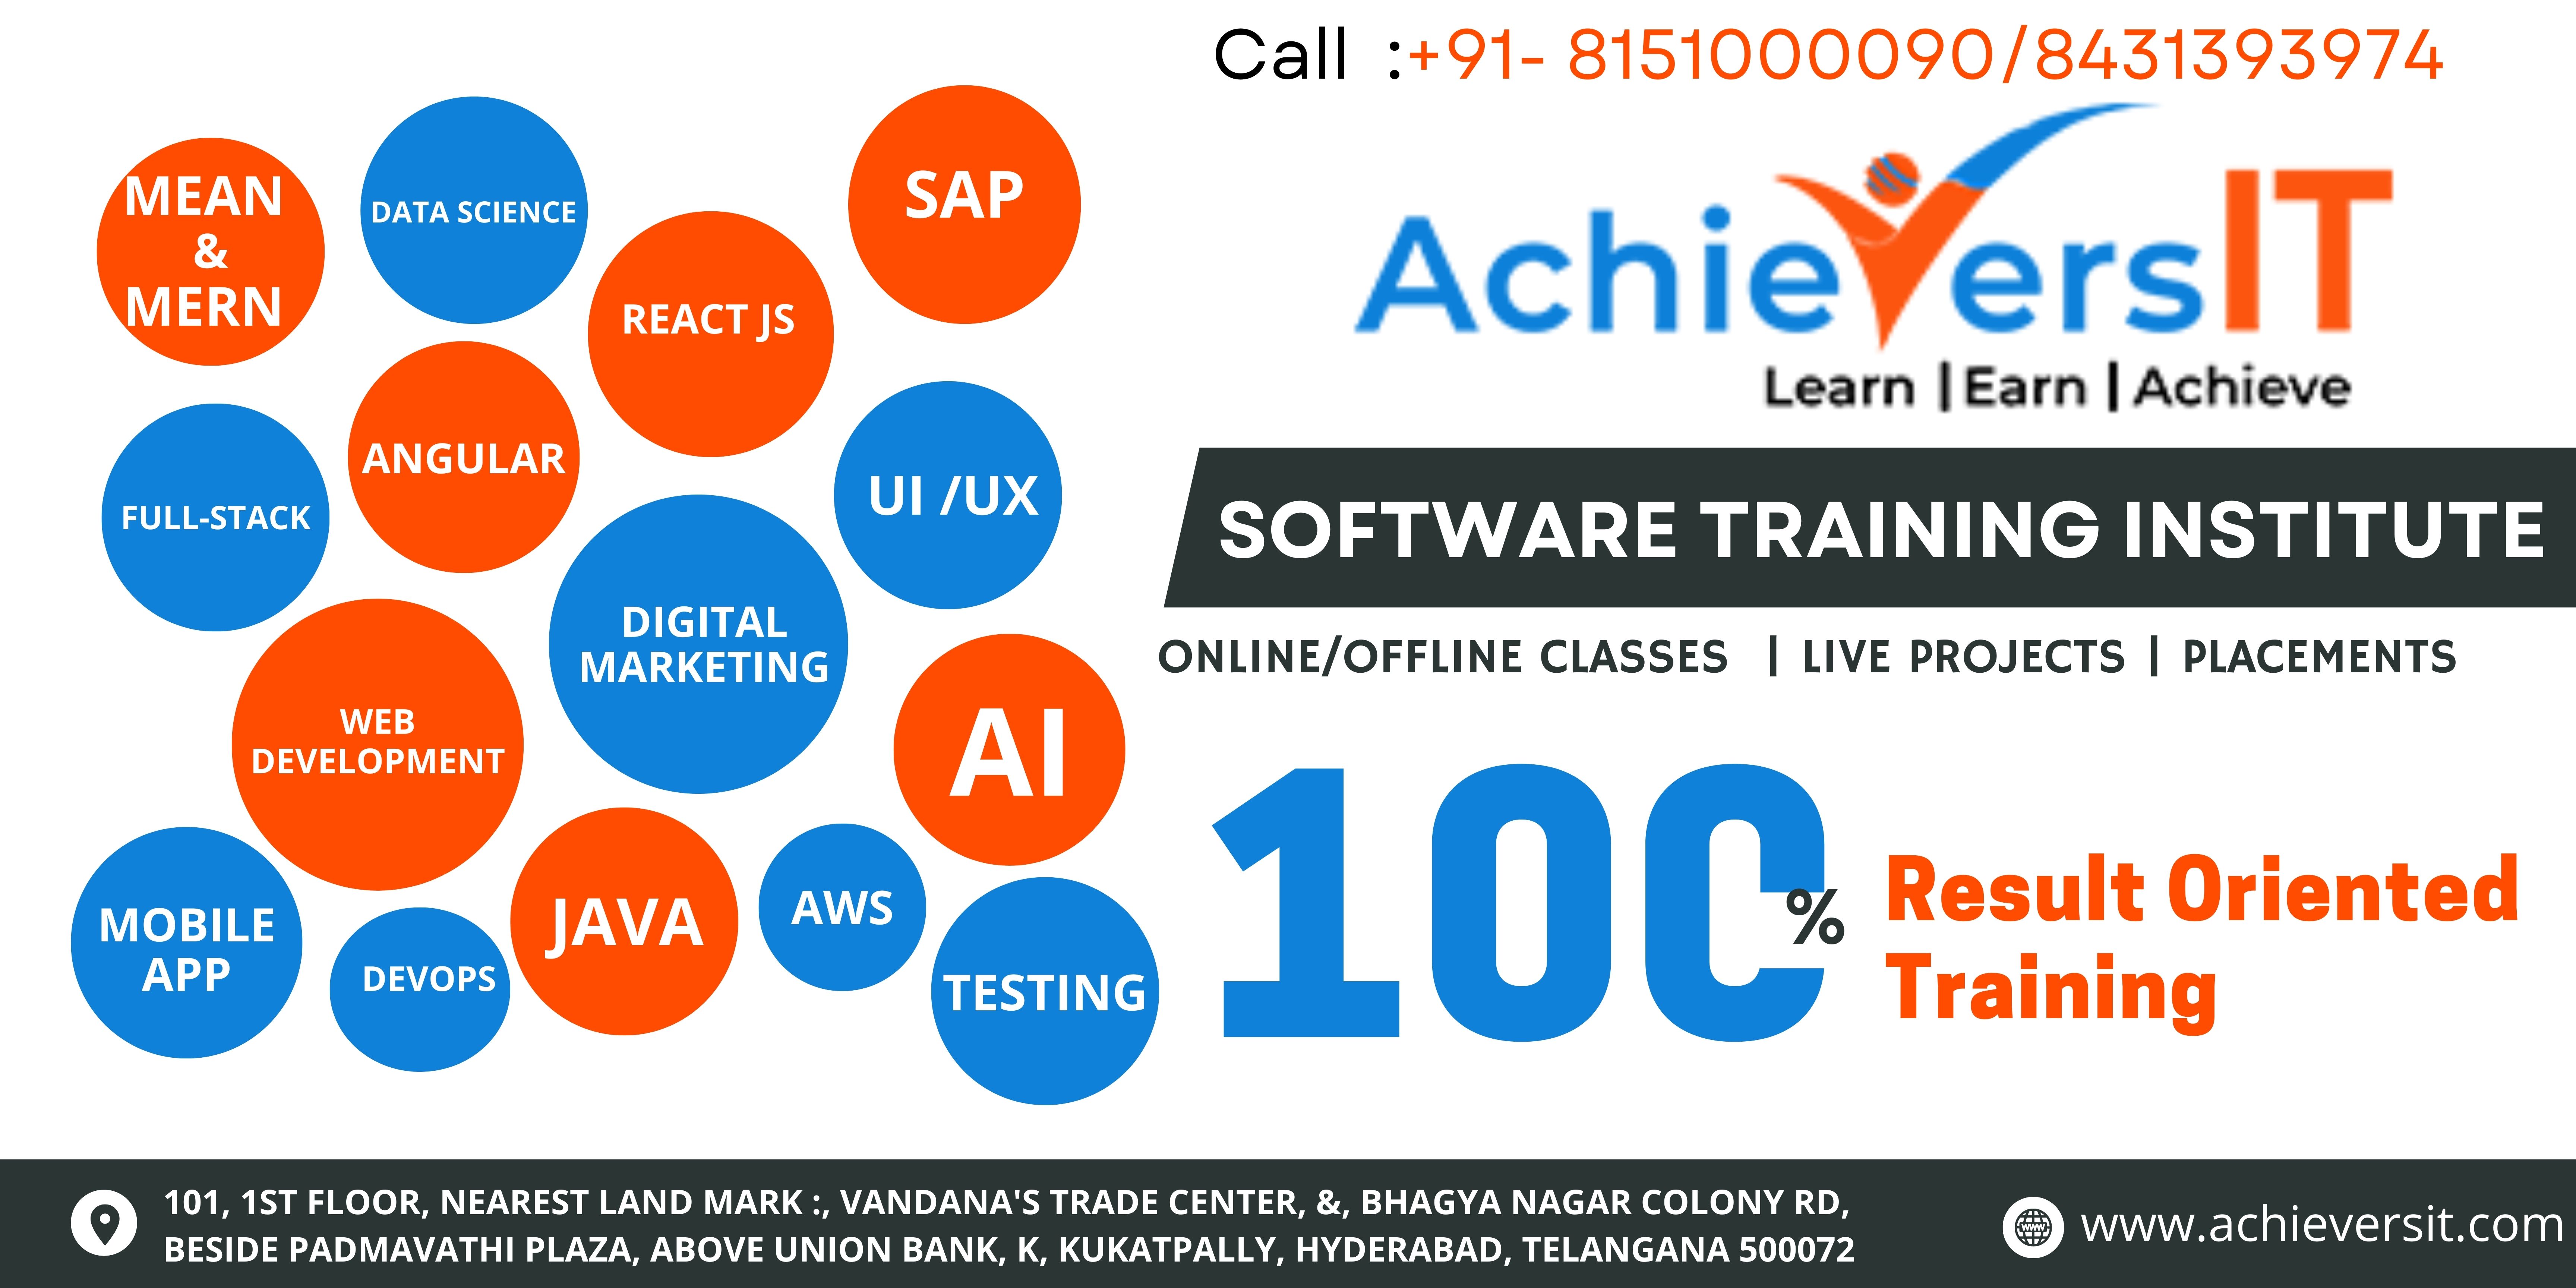 Call :+91- 8151000090/8431393974
AchieversIT
Learn | Earn | Achieve
MEAN
&
MERN
DATA SCIENCE
REACT JS
SAP
FULL-STACK
ANGULAR
UI /UX
DIGITAL
MARKETING
WEB
DEVELOPMENT
AI
MOBILE
APP
DEVOPS
JAVA
AWS
TESTING
SOFTWARE TRAINING INSTITUTE
ONLINE/OFFLINE CLASSES | LIVE PROJECTS | PLACEMENTS
100%
Result Oriented
Training
101, 1ST FLOOR, NEAREST LAND MARK :, VANDANA'S TRADE CENTER, &, BHAGYA NAGAR COLONY RD,
BESIDE PADMAVATHI PLAZA, ABOVE UNION BANK, K, KUKATPALLY, HYDERABAD, TELANGANA 500072
www
www.achieversit.com